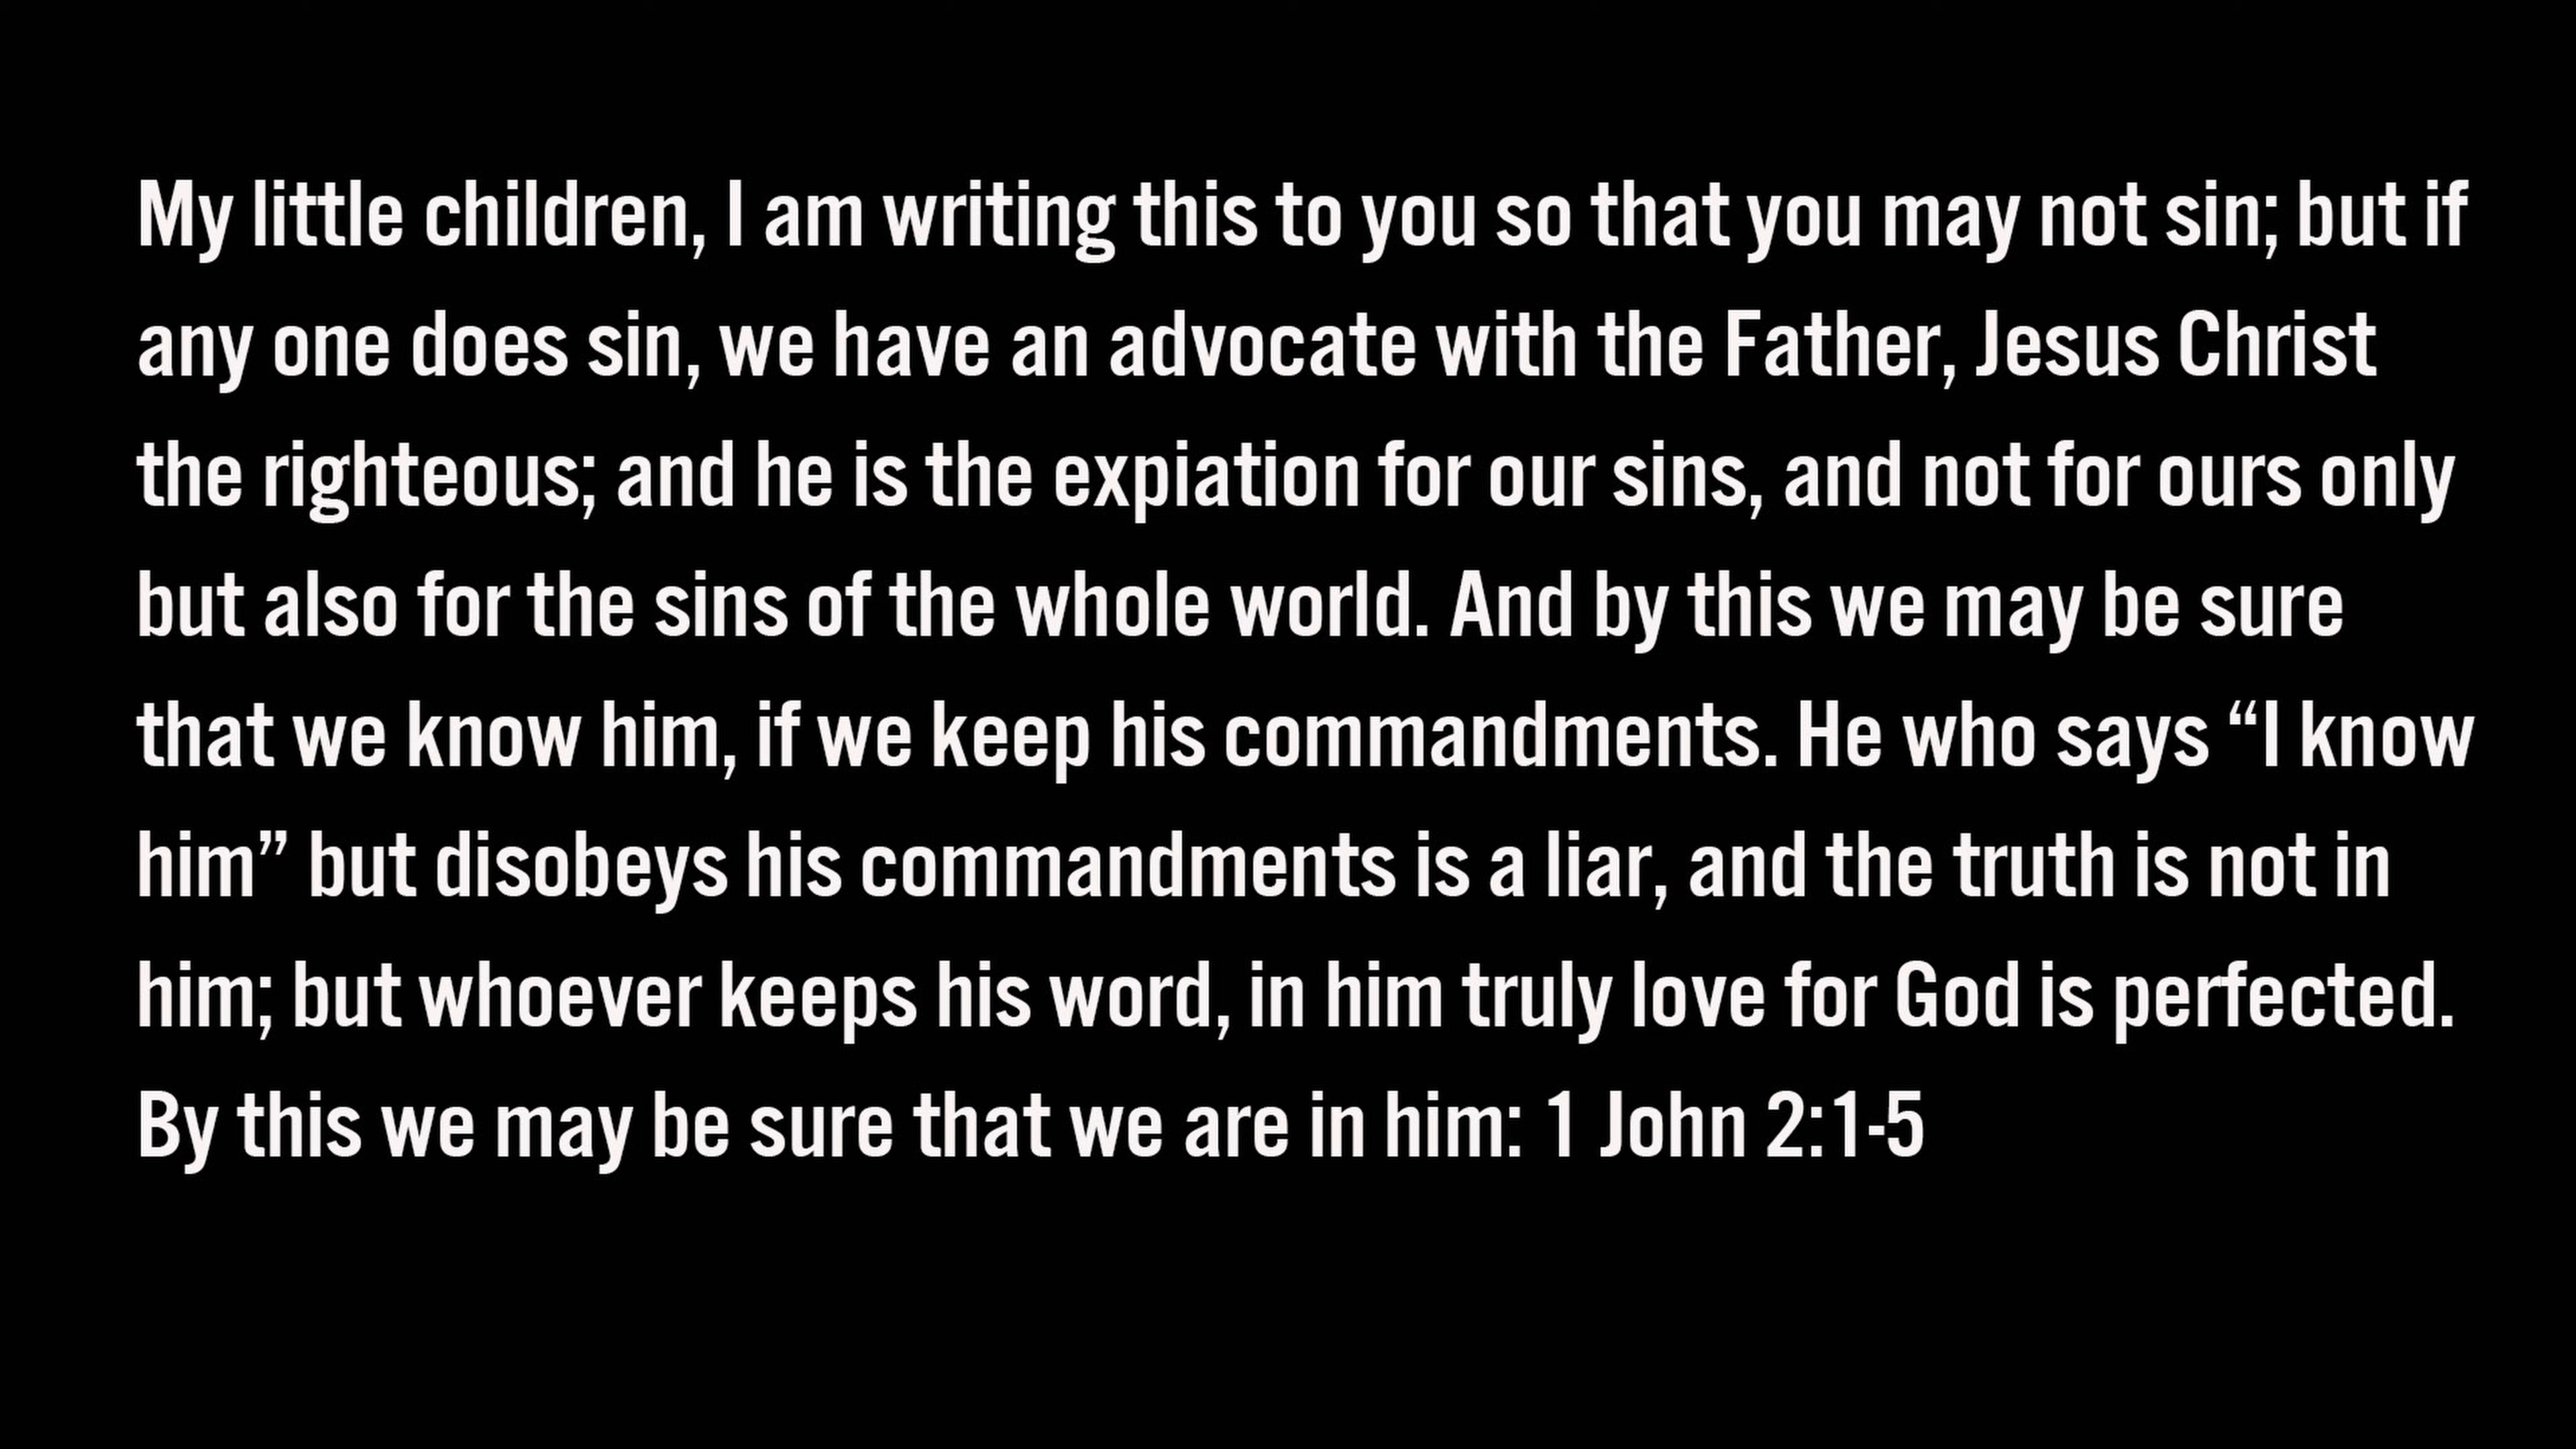 My little children, I am writing this to you so that you may not sin; but if
any one does sin, we have an advocate with the Father, Jesus Christ
the righteous; and he is the expiation for our sins, and not for ours only
but also for the sins of the whole world. And by this we may be sure
that we know him, if we keep his commandments. He who says “I know
him” but disobeys his commandments is a liar, and the truth is not in
him; but whoever keeps his word, in him truly love for God is perfected.
By this we may be sure that we are in him: 1 John 2:1-5